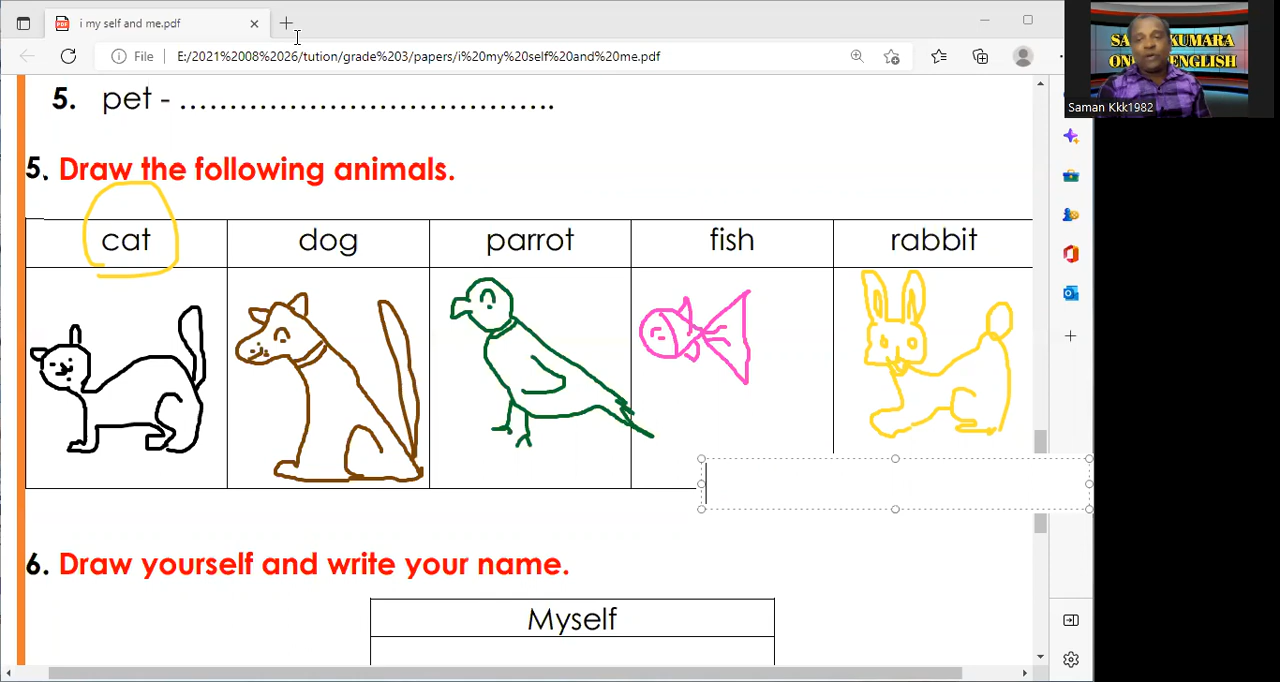 i my self and me.pdf
File E:/2021%2008%2026/tution/grade%203/papers/i%20my%20self%20and%20me.pdf
ONLINE ENGLISH
Saman Kkk1982
5. pet - ………………………………….
5. Draw the following animals.
cat dog parrot fish rabbit
6. Draw yourself and write your name.
Myself